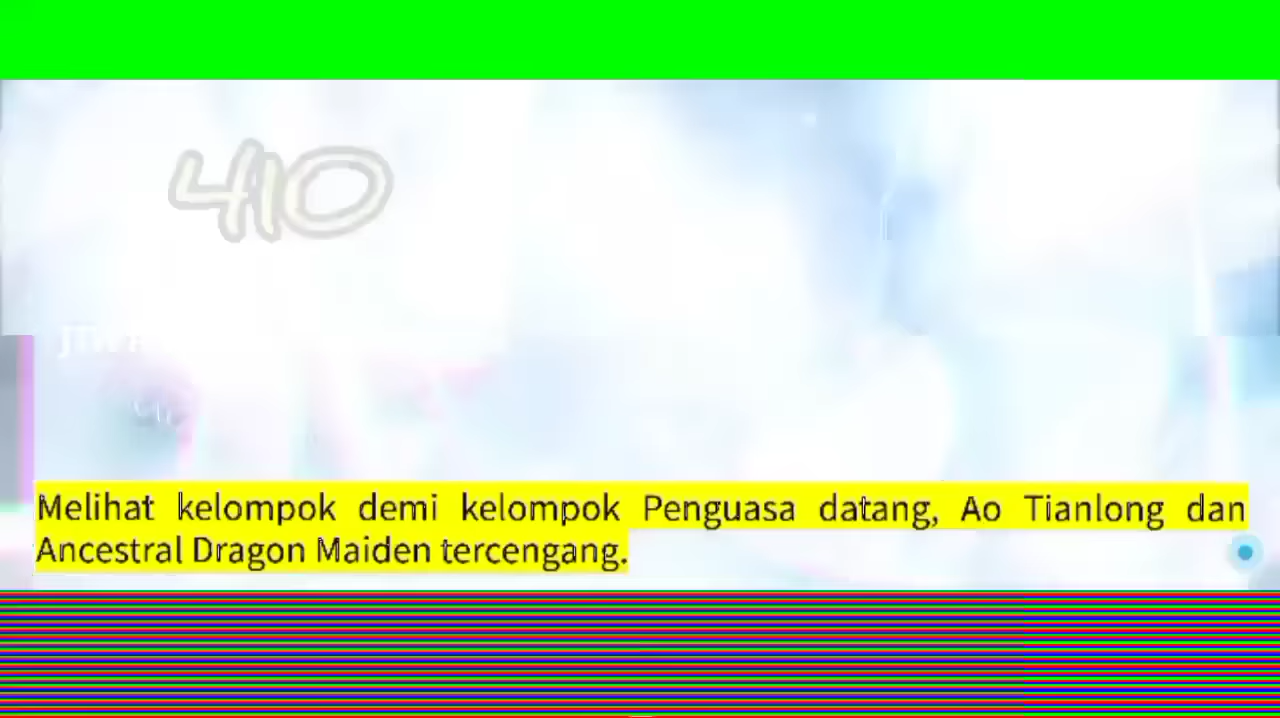 410
Melihat kelompok demi kelompok Penguasa datang, Ao Tianlong dan
Ancestral Dragon Maiden tercengang.